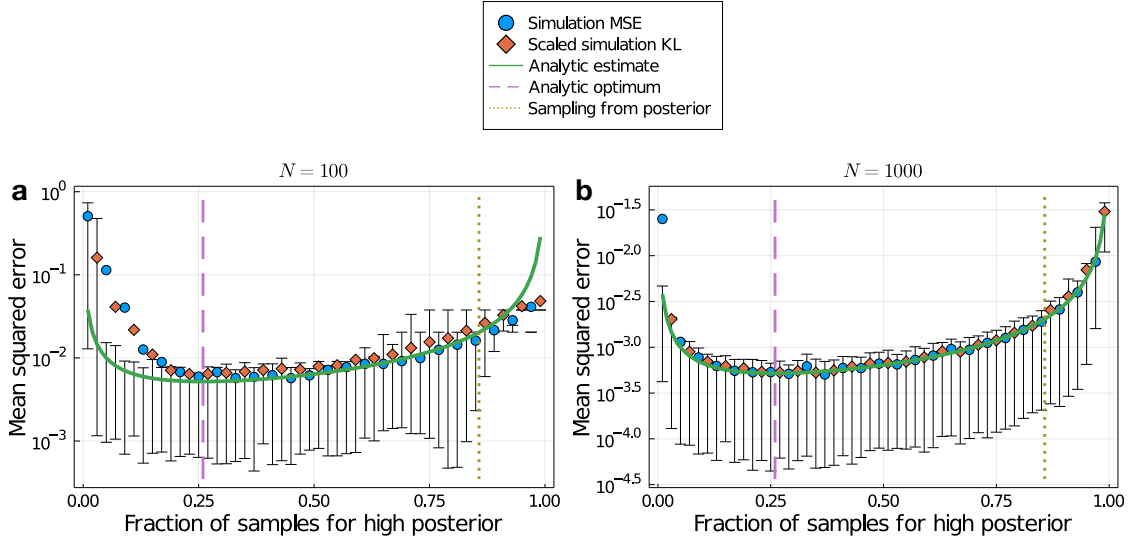 Simulation MSE
Scaled simulation KL
Analytic estimate
Analytic optimum
Sampling from posterior
a
N = 100
Mean squared error
10^0
10^-1
10^-2
10^-3
0.00 0.25 0.50 0.75 1.00
Fraction of samples for high posterior
b
N = 1000
Mean squared error
10^-1.5
10^-2.0
10^-2.5
10^-3.0
10^-3.5
10^-4.0
10^-4.5
0.00 0.25 0.50 0.75 1.00
Fraction of samples for high posterior